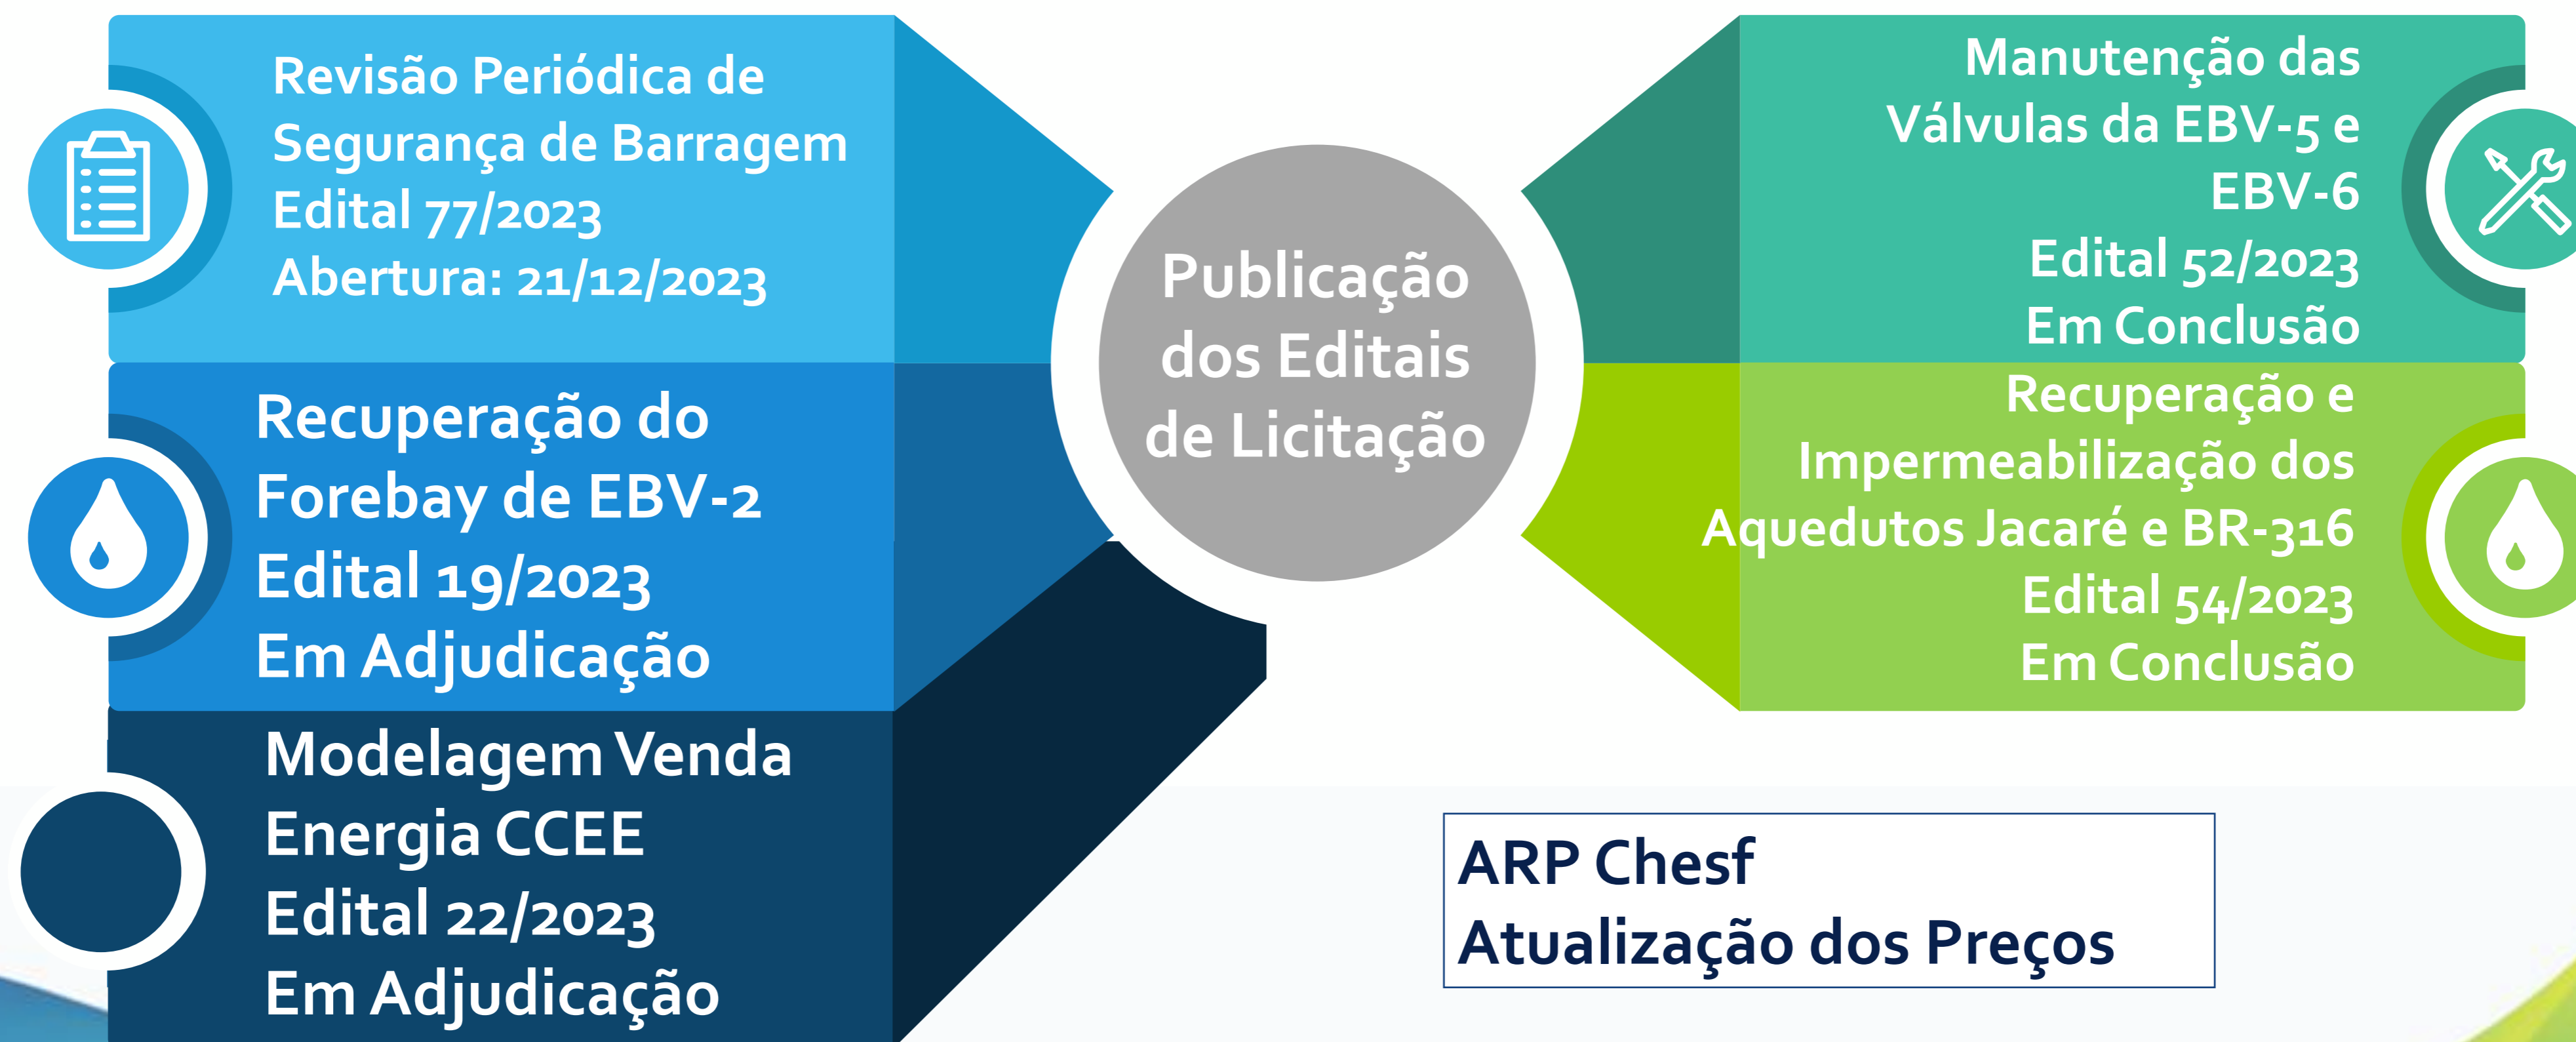 Revisão Periódica de
Segurança de Barragem
Edital 77/2023
Abertura: 21/12/2023
Recuperação do
Forebay de EBV-2
Edital 19/2023
Em Adjudicação
Modelagem Venda
Energia CCEE
Edital 22/2023
Em Adjudicação
Publicação
dos Editais
de Licitação
Manutenção das
Válvulas da EBV-5 e
EBV-6
Edital 52/2023
Em Conclusão
Recuperação e
Impermeabilização dos
Aquedutos Jacaré e BR-316
Edital 54/2023
Em Conclusão
ARP Chesf
Atualização dos Preços